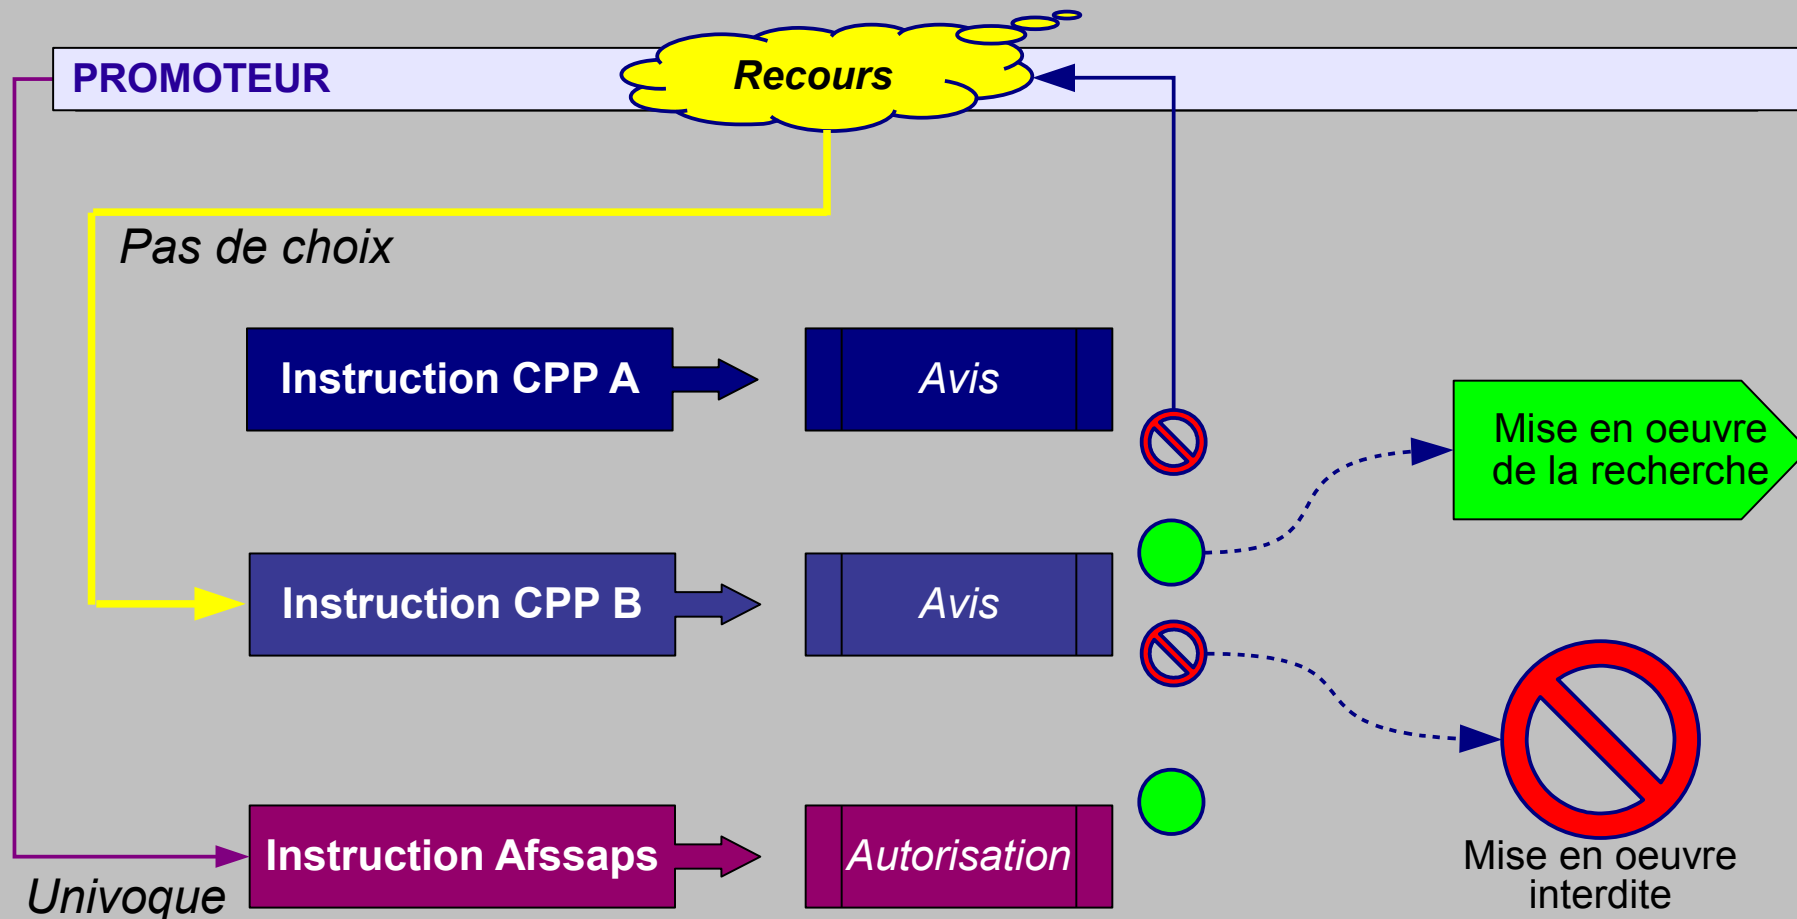 PROMOTEUR
Recours
Pas de choix
Instruction CPP A
Avis
Mise en oeuvre
de la recherche
Instruction CPP B
Avis
Instruction Afssaps
Autorisation
Mise en oeuvre
interdite
Univoque